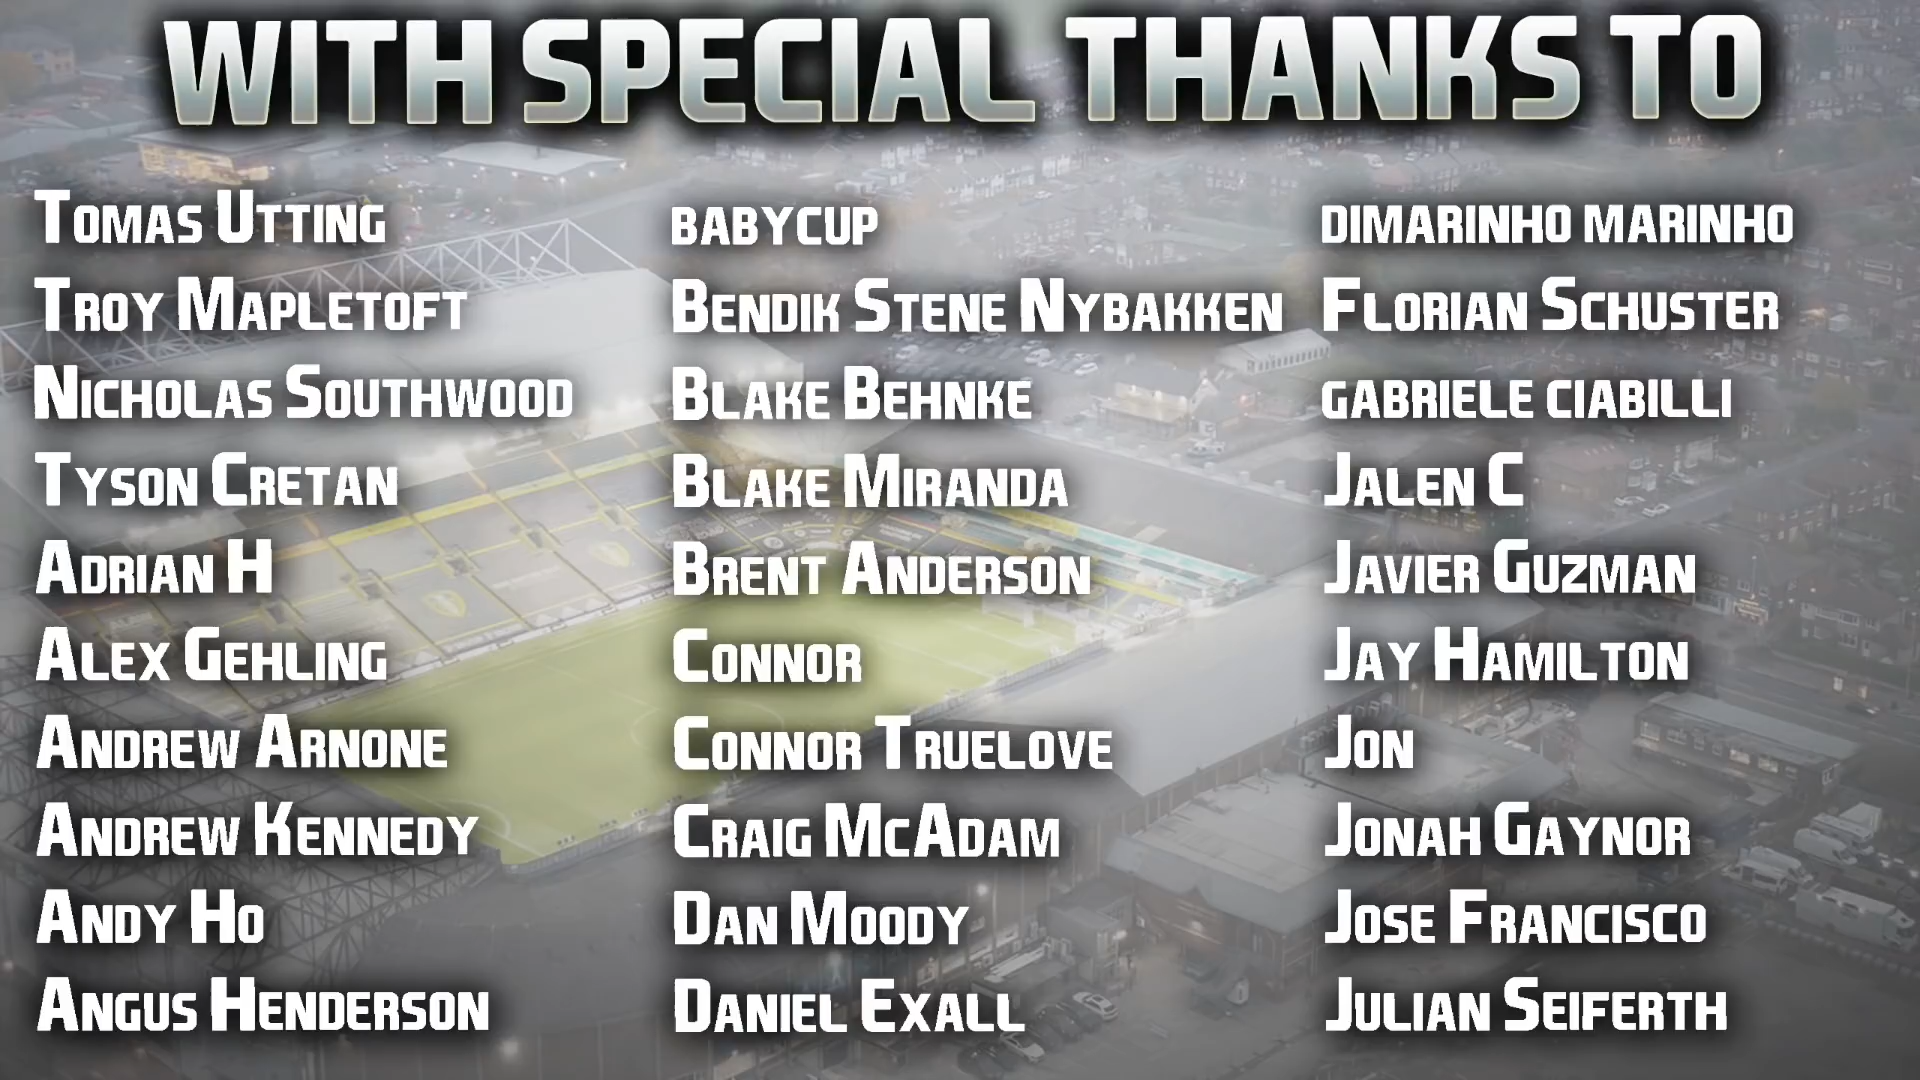 WITH SPECIAL THANKS TO
Tomas Utting
Troy Mapletoft
Nicholas Southwood
Tyson Cretan
Adrian H
Alex Gehling
Andrew Arnone
Andrew Kennedy
Andy Ho
Angus Henderson
babycup
Bendik Stene Nybakken
Blake Behnke
Blake Miranda
Brent Anderson
Connor
Connor Truelove
Craig McAdam
Dan Moody
Daniel Exall
dimarinho marinho
Florian Schuster
gabriele ciabilli
Jalen C
Javier Guzman
Jay Hamilton
Jon
Jonah Gaynor
Jose Francisco
Julian Seiferth